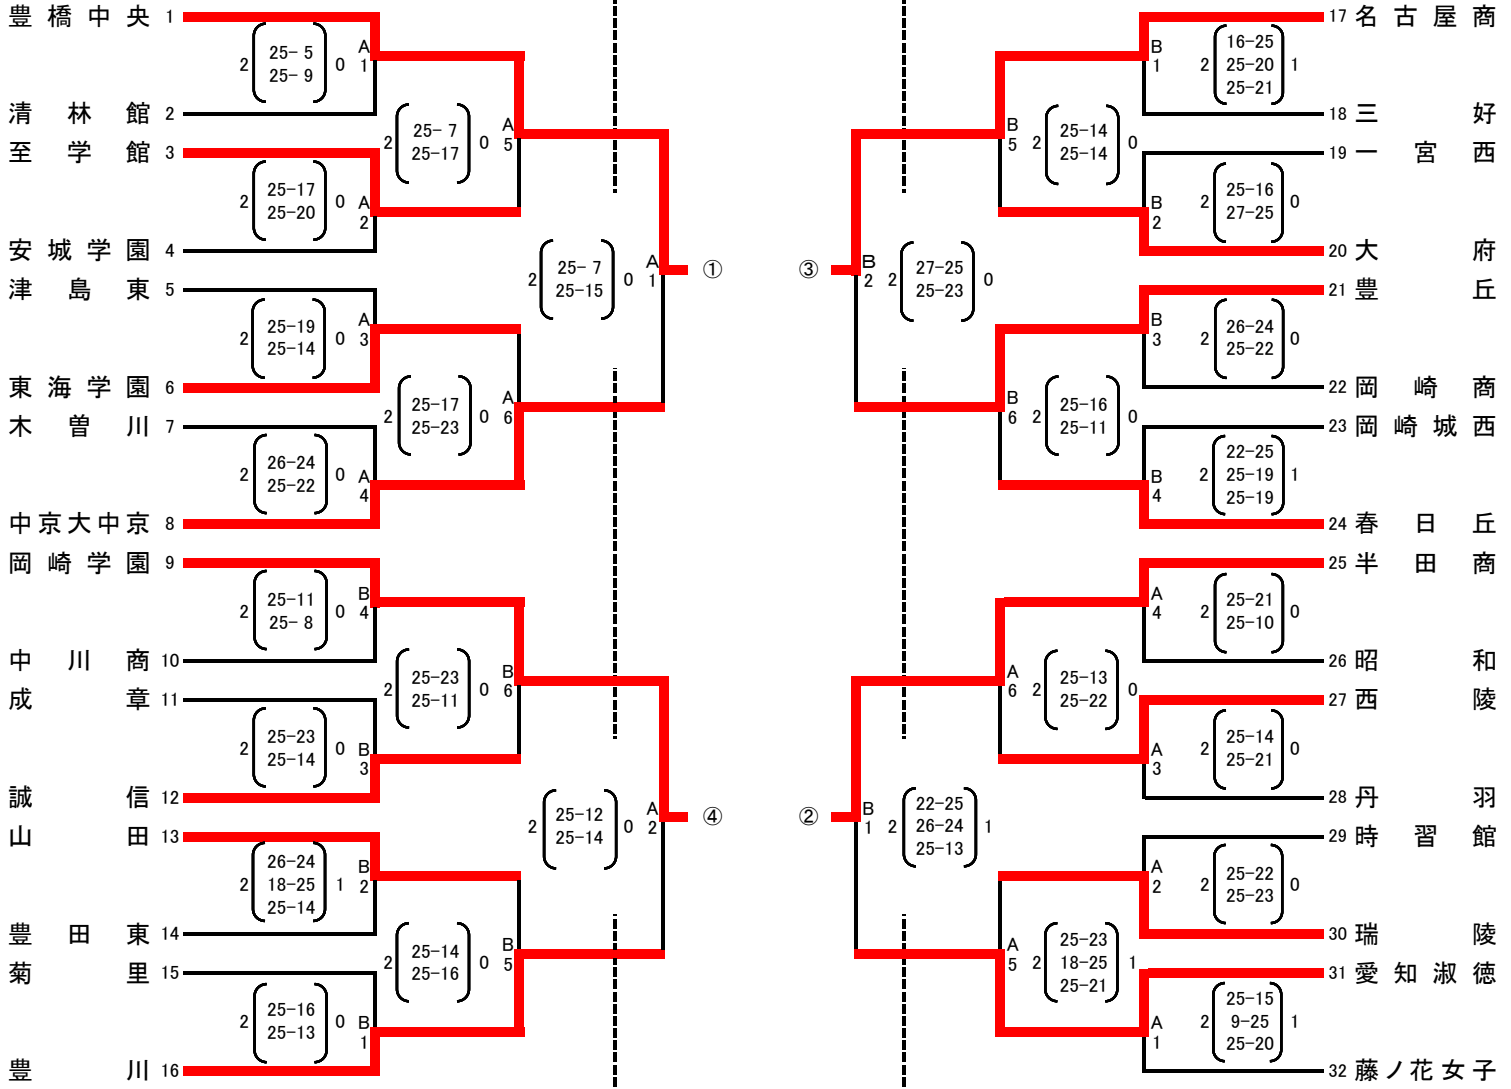 豊橋中央 1
2 25- 5 0
25- 9
A
1
清林館 2
至学館 3
2 25-17 0
25-20
A
2
安城学園 4
2 25- 7 0
25-17
A
5
津島東 5
2 25-19 0
25-14
A
3
東海学園 6
木曽川 7
2 26-24 0
25-22
A
4
中京大中京 8
2 25-17 0
25-23
A
6
2 25- 7 0
25-15
A
1
①
岡崎学園 9
2 25-11 0
25- 8
B
4
中川商 10
成章 11
2 25-23 0
25-14
B
3
誠信 12
2 25-23 0
25-11
B
6
山田 13
2 26-24 1
18-25
25-14
B
2
豊田東 14
菊里 15
2 25-16 0
25-13
B
1
豊川 16
2 25-14 0
25-16
B
5
2 25-12 0
25-14
A
2
④
17 名古屋商
B
1
2 16-25 1
25-20
25-21
18 三好
19 一宮西
B
2
2 25-16 0
27-25
20 大府
B
5
2 25-14 0
25-14
21 豊丘
B
3
2 26-24 0
25-22
22 岡崎商
23 岡崎城西
B
4
2 22-25 1
25-19
25-19
24 春日丘
B
6
2 25-16 0
25-11
③
B
2
2 27-25 0
25-23
25 半田商
A
4
2 25-21 0
25-10
26 昭和
27 西陵
A
3
2 25-14 0
25-21
28 丹羽
A
6
2 25-13 0
25-22
29 時習館
A
2
2 25-22 0
25-23
30 瑞陵
31 愛知淑徳
A
1
2 25-15 1
9-25
25-20
32 藤ノ花女子
A
5
2 25-23 1
18-25
25-21
②
B
1
2 22-25 1
26-24
25-13